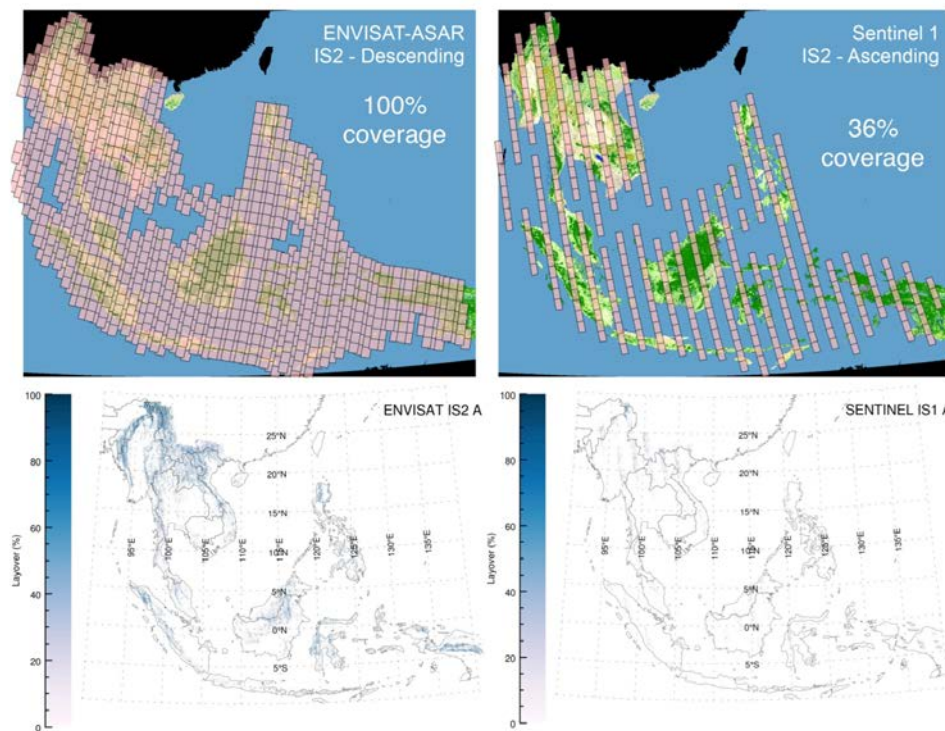 ENVISAT-ASAR
IS2 - Descending
100%
coverage
Sentinel 1
IS2 - Ascending
36%
coverage
100
80
60
40
20
0
Layover (%)
ENVISAT IS2 A
25°N
20°N
15°N
10°N
5°N
0°N
5°S
95°E
100°E
105°E
110°E
115°E
120°E
125°E
130°E
135°E
100
80
60
40
20
0
Layover (%)
SENTINEL IS1 A
25°N
20°N
15°N
10°N
5°N
0°N
5°S
95°E
100°E
105°E
110°E
115°E
120°E
125°E
130°E
135°E